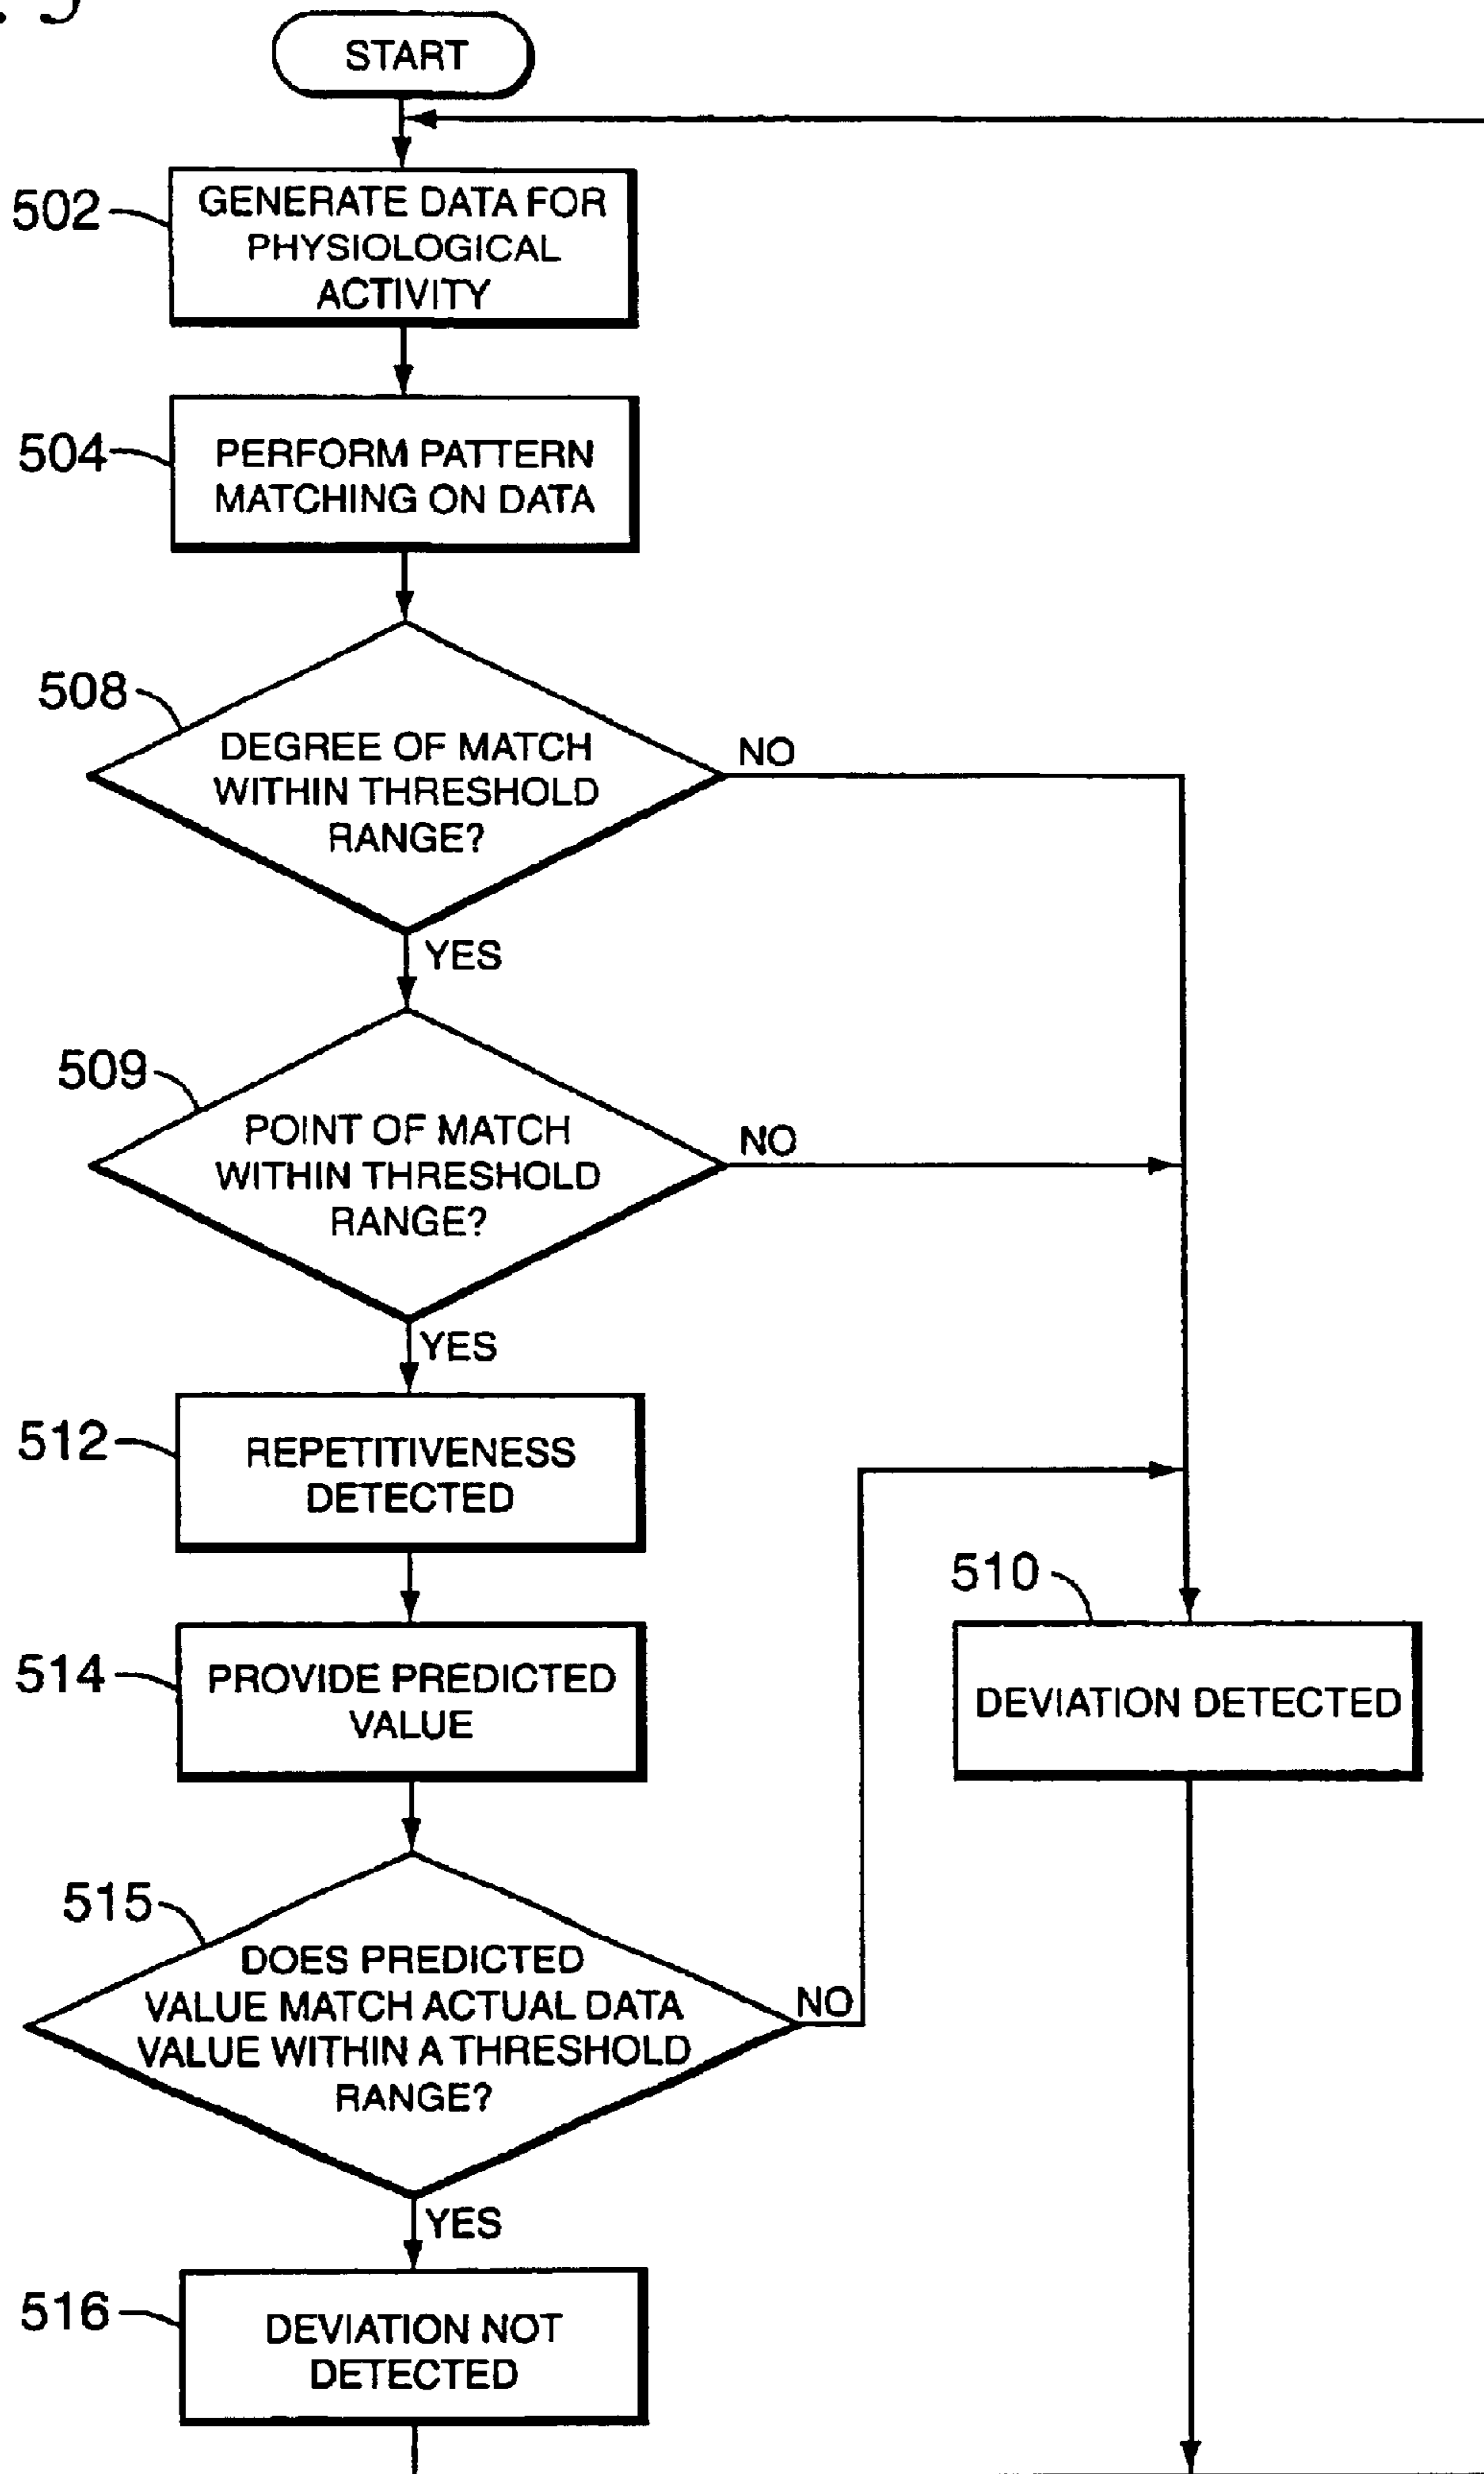 START
502
GENERATE DATA FOR
PHYSIOLOGICAL
ACTIVITY
504
PERFORM PATTERN
MATCHING ON DATA
508
DEGREE OF MATCH
WITHIN THRESHOLD
RANGE?
NO
YES
509
POINT OF MATCH
WITHIN THRESHOLD
RANGE?
NO
YES
512
REPETITIVENESS
DETECTED
510
DEVIATION DETECTED
514
PROVIDE PREDICTED
VALUE
515
DOES PREDICTED
VALUE MATCH ACTUAL DATA
VALUE WITHIN A THRESHOLD
RANGE?
NO
YES
516
DEVIATION NOT
DETECTED